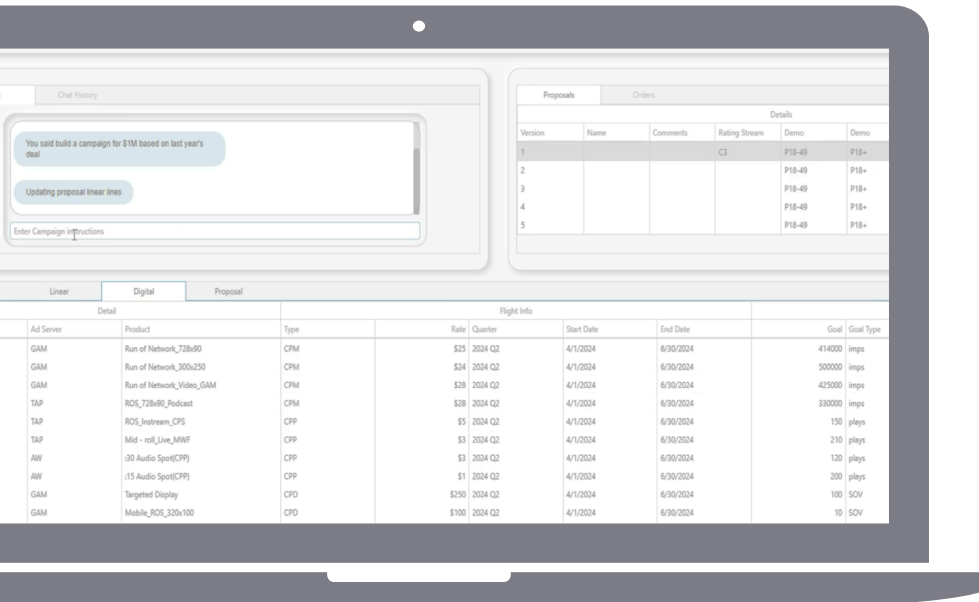 Chat History
You said build a campaign for $1M based on last year's
deal
Updating proposal linear lines
Enter Campaign instructions
Proposals Orders
Details
Version Name Comments Rating Stream Demo Demo
1 C3 P18-49 P18+
2 P18-49 P18+
3 P18-49 P18+
4 P18-49 P18+
5 P18-49 P18+
Linear Digital Proposal
Detail Flight Info
Ad Server Product Type Rate Quarter Start Date End Date Goal Goal Type
GAM Run of Network_728x90 CPM $25 2024 Q2 4/1/2024 6/30/2024 414000 imps
GAM Run of Network_300x250 CPM $24 2024 Q2 4/1/2024 6/30/2024 500000 imps
GAM Run of Network_Video_GAM CPM $28 2024 Q2 4/1/2024 6/30/2024 425000 imps
TAP ROS_728x90_Podcast CPM $28 2024 Q2 4/1/2024 6/30/2024 330000 imps
TAP ROS_Instream_CPS CPP $5 2024 Q2 4/1/2024 6/30/2024 150 plays
TAP Mid - roll_Live_MWF CPP $3 2024 Q2 4/1/2024 6/30/2024 210 plays
AW :30 Audio Spot(CPP) CPP $3 2024 Q2 4/1/2024 6/30/2024 120 plays
AW :15 Audio Spot(CPP) CPP $1 2024 Q2 4/1/2024 6/30/2024 200 plays
GAM Targeted Display CPD $250 2024 Q2 4/1/2024 6/30/2024 100 SOV
GAM Mobile_ROS_320x100 CPD $100 2024 Q2 4/1/2024 6/30/2024 10 SOV